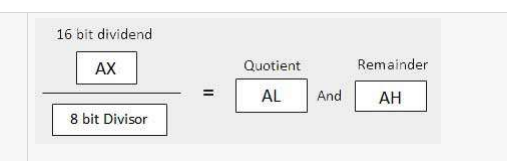 16 bit dividend
AX
8 bit Divisor
=
Quotient
AL
And
Remainder
AH